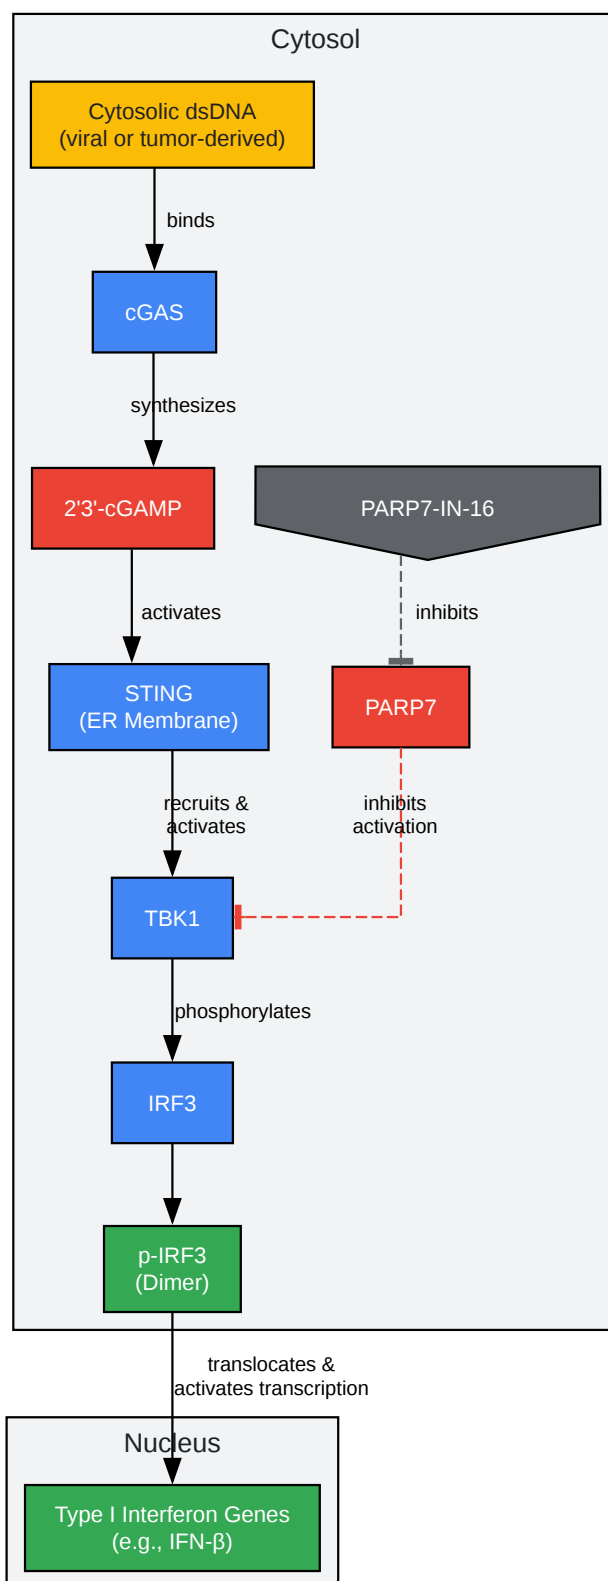 Cytosol
Cytosolic dsDNA
(viral or tumor-derived)
binds
cGAS
synthesizes
2'3'-cGAMP
PARP7-IN-16
activates
inhibits
STING
(ER Membrane)
PARP7
recruits &
activates
inhibits
activation
TBK1
phosphorylates
IRF3
p-IRF3
(Dimer)
translocates &
activates transcription
Nucleus
Type I Interferon Genes
(e.g., IFN-β)